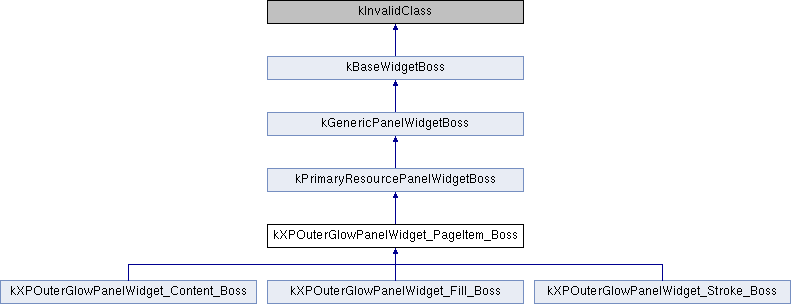 kInvalidClass
kBaseWidgetBoss
kGenericPanelWidgetBoss
kPrimaryResourcePanelWidgetBoss
kXPOuterGlowPanelWidget_PageItem_Boss
kXPOuterGlowPanelWidget_Content_Boss
kXPOuterGlowPanelWidget_Fill_Boss
kXPOuterGlowPanelWidget_Stroke_Boss